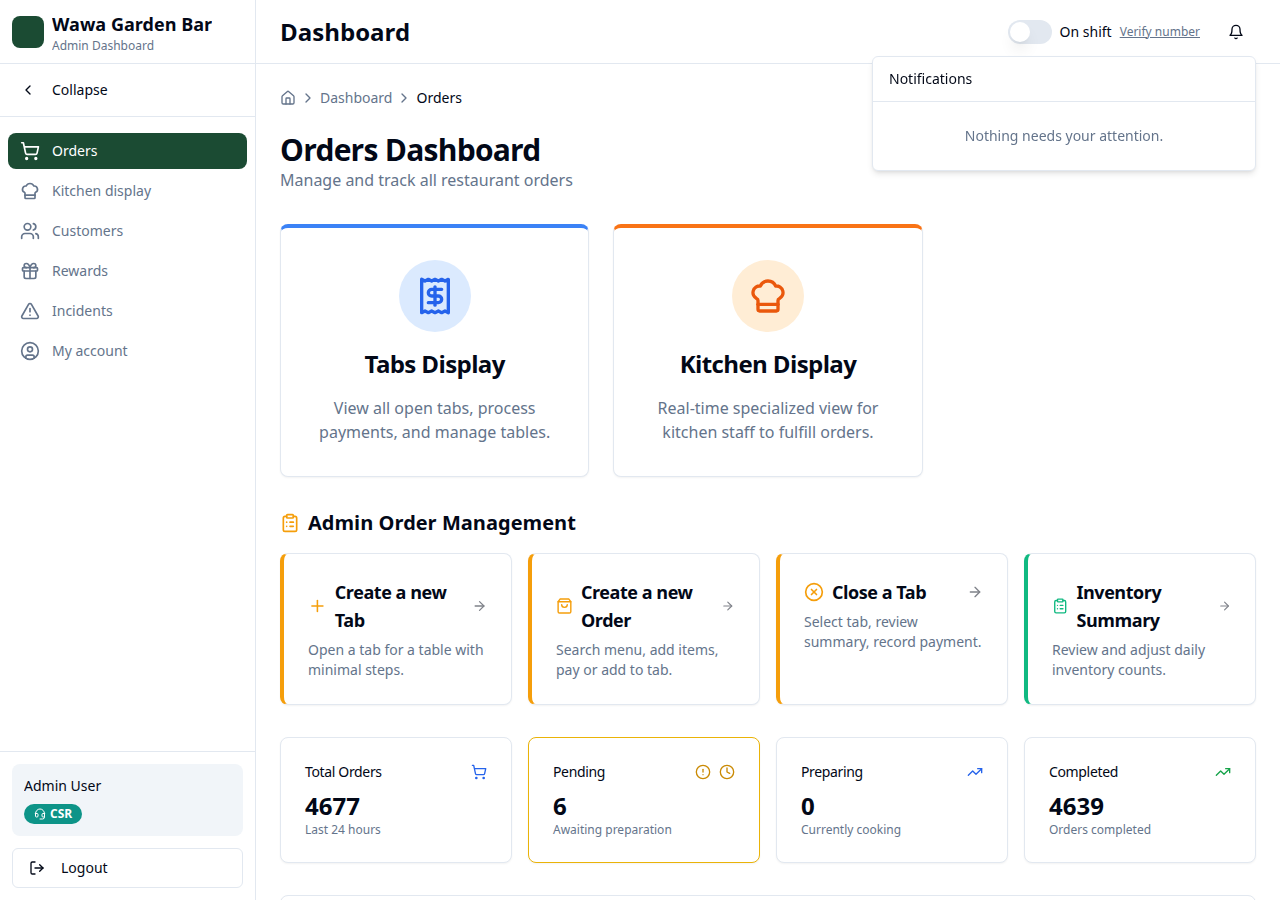 Wawa Garden Bar
Admin Dashboard
Collapse
Orders
Kitchen display
Customers
Rewards
Incidents
My account
Admin User
CSR
Logout
Dashboard
On shift
Verify number
Notifications
Nothing needs your attention.
Dashboard
Orders
Orders Dashboard
Manage and track all restaurant orders
Tabs Display
View all open tabs, process
payments, and manage tables.
Kitchen Display
Real-time specialized view for
kitchen staff to fulfill orders.
Admin Order Management
Create a new
Tab
Open a tab for a table with
minimal steps.
Create a new
Order
Search menu, add items,
pay or add to tab.
Close a Tab
Select tab, review
summary, record payment.
Inventory
Summary
Review and adjust daily
inventory counts.
Total Orders
4677
Last 24 hours
Pending
6
Awaiting preparation
Preparing
0
Currently cooking
Completed
4639
Orders completed